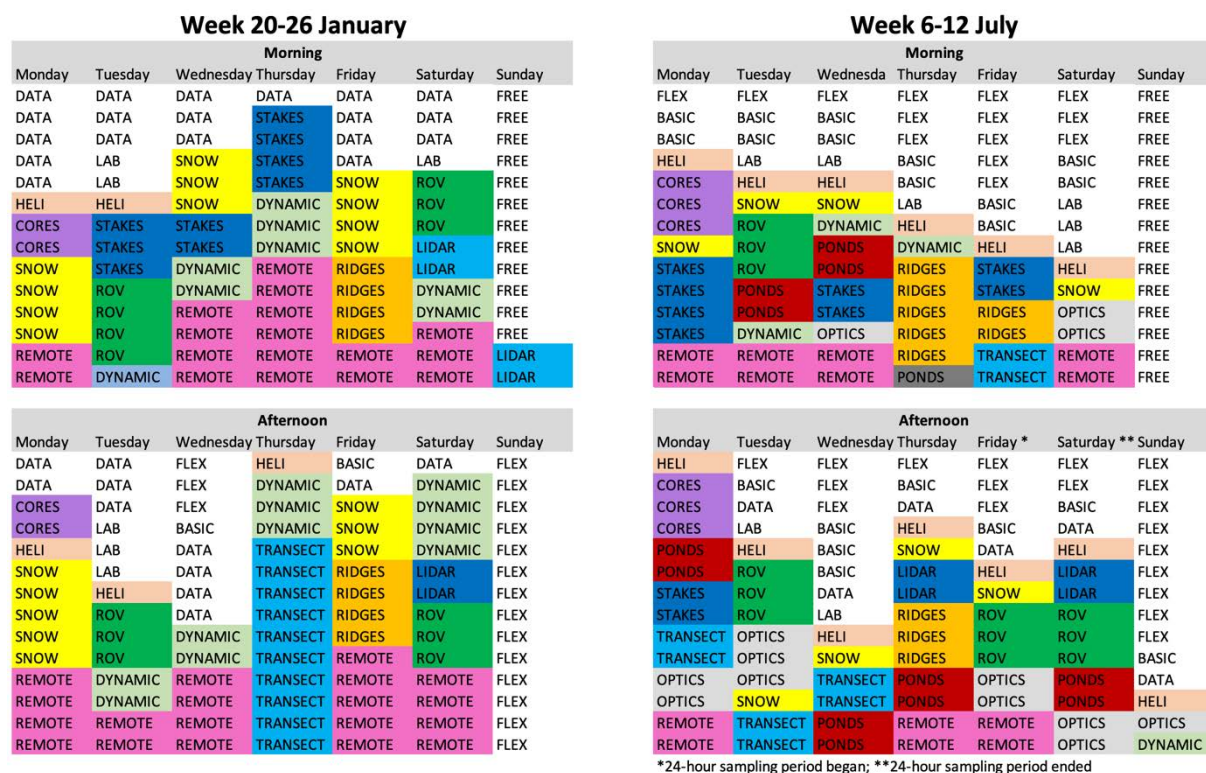 Week 20-26 January
Morning
Monday Tuesday Wednesday Thursday Friday Saturday Sunday
DATA DATA DATA DATA DATA DATA FREE
DATA DATA DATA STAKES DATA DATA FREE
DATA DATA DATA STAKES DATA DATA FREE
DATA LAB SNOW STAKES DATA LAB FREE
DATA LAB SNOW STAKES SNOW ROV FREE
HELI HELI SNOW DYNAMIC SNOW ROV FREE
CORES STAKES STAKES DYNAMIC SNOW ROV FREE
CORES STAKES STAKES DYNAMIC SNOW LIDAR FREE
SNOW STAKES DYNAMIC REMOTE RIDGES LIDAR FREE
SNOW ROV DYNAMIC REMOTE RIDGES DYNAMIC FREE
SNOW ROV REMOTE REMOTE RIDGES DYNAMIC FREE
SNOW ROV REMOTE REMOTE RIDGES REMOTE FREE
REMOTE ROV REMOTE REMOTE REMOTE REMOTE LIDAR
REMOTE DYNAMIC REMOTE REMOTE REMOTE REMOTE LIDAR
Afternoon
Monday Tuesday Wednesday Thursday Friday Saturday Sunday
DATA DATA FLEX HELI BASIC DATA FLEX
DATA DATA FLEX DYNAMIC DATA DYNAMIC FLEX
CORES DATA FLEX DYNAMIC SNOW DYNAMIC FLEX
CORES LAB BASIC DYNAMIC SNOW DYNAMIC FLEX
HELI LAB DATA TRANSECT SNOW DYNAMIC FLEX
SNOW LAB DATA TRANSECT RIDGES LIDAR FLEX
SNOW HELI DATA TRANSECT RIDGES LIDAR FLEX
SNOW ROV DATA TRANSECT RIDGES ROV FLEX
SNOW ROV DYNAMIC TRANSECT RIDGES ROV FLEX
SNOW ROV DYNAMIC TRANSECT REMOTE ROV FLEX
REMOTE DYNAMIC REMOTE TRANSECT REMOTE REMOTE FLEX
REMOTE DYNAMIC REMOTE TRANSECT REMOTE REMOTE FLEX
REMOTE REMOTE REMOTE TRANSECT REMOTE REMOTE FLEX
REMOTE REMOTE REMOTE TRANSECT REMOTE REMOTE FLEX
Week 6-12 July
Morning
Monday Tuesday Wednesda Thursday Friday Saturday Sunday
FLEX FLEX FLEX FLEX FLEX FLEX FREE
BASIC BASIC BASIC FLEX FLEX FLEX FREE
BASIC BASIC BASIC FLEX FLEX FLEX FREE
HELI LAB LAB BASIC FLEX BASIC FREE
CORES HELI HELI BASIC FLEX BASIC FREE
CORES SNOW SNOW LAB BASIC LAB FREE
CORES ROV DYNAMIC HELI BASIC LAB FREE
SNOW ROV PONDS DYNAMIC HELI LAB FREE
STAKES ROV PONDS RIDGES STAKES HELI FREE
STAKES PONDS STAKES RIDGES STAKES SNOW FREE
STAKES PONDS STAKES RIDGES RIDGES OPTICS FREE
STAKES DYNAMIC OPTICS RIDGES RIDGES OPTICS FREE
REMOTE REMOTE REMOTE RIDGES TRANSECT REMOTE FREE
REMOTE REMOTE REMOTE PONDS TRANSECT REMOTE FREE
Afternoon
Monday Tuesday Wednesday Thursday Friday * Saturday ** Sunday
HELI FLEX FLEX FLEX FLEX FLEX FLEX
CORES BASIC FLEX BASIC FLEX FLEX FLEX
CORES DATA FLEX DATA FLEX BASIC FLEX
CORES LAB BASIC HELI BASIC DATA FLEX
PONDS HELI BASIC SNOW DATA HELI FLEX
PONDS ROV BASIC LIDAR HELI LIDAR FLEX
STAKES ROV DATA LIDAR SNOW LIDAR FLEX
STAKES ROV LAB RIDGES ROV ROV FLEX
TRANSECT OPTICS HELI RIDGES ROV ROV FLEX
TRANSECT OPTICS SNOW RIDGES ROV ROV BASIC
OPTICS OPTICS TRANSECT PONDS OPTICS PONDS DATA
OPTICS SNOW TRANSECT PONDS OPTICS PONDS HELI
REMOTE TRANSECT PONDS REMOTE REMOTE OPTICS OPTICS
REMOTE TRANSECT PONDS REMOTE REMOTE OPTICS DYNAMIC
*24-hour sampling period began; **24-hour sampling period ended